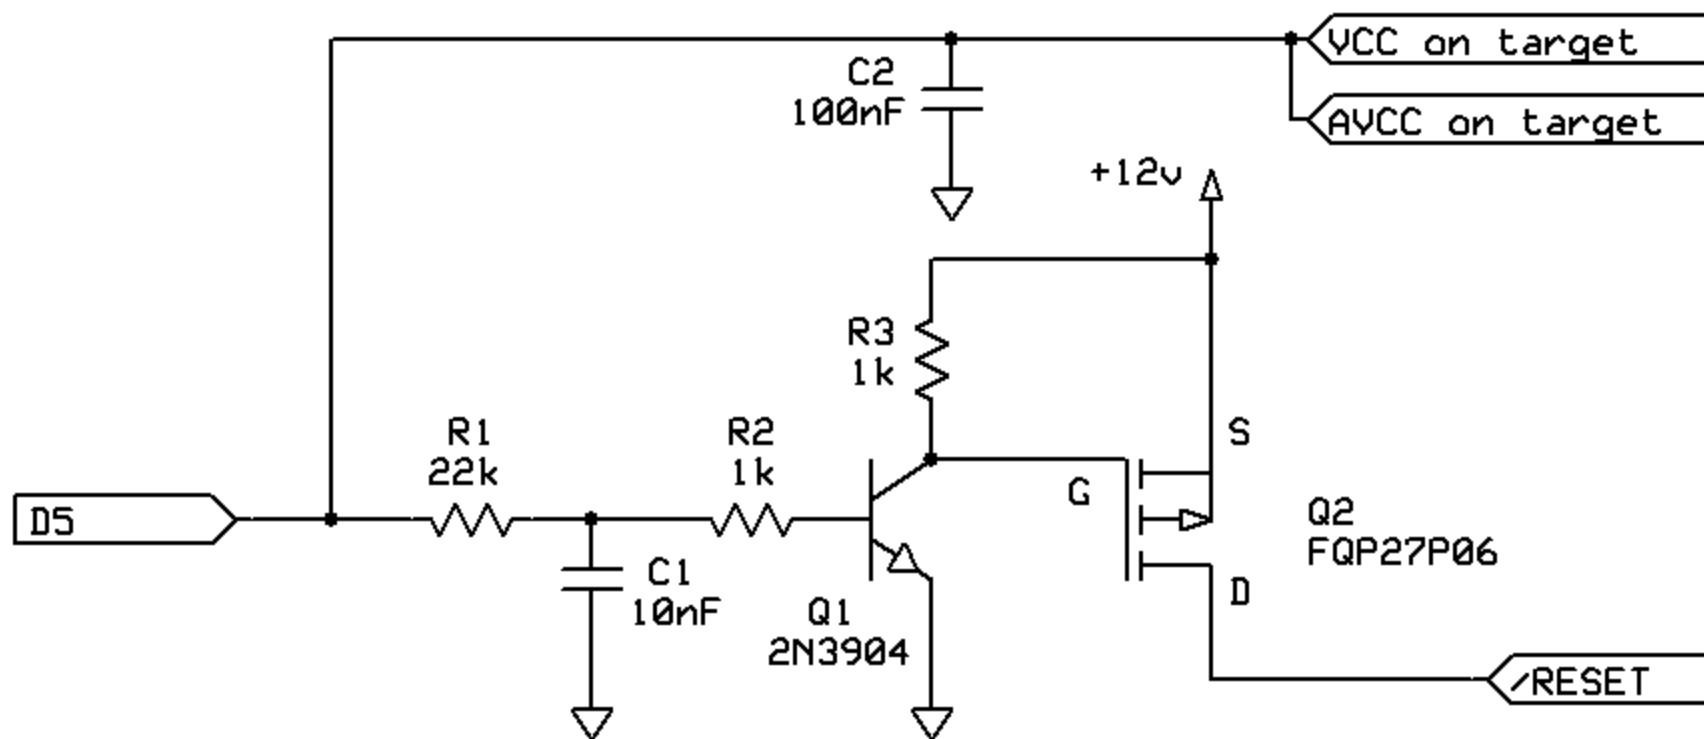 VCC on target
C2
100nF
AVCC on target
+12v
R3
1k
R1
22k
R2
1k
S
G
D5
Q2
FQP27P06
C1
10nF
D
Q1
2N3904
/RESET